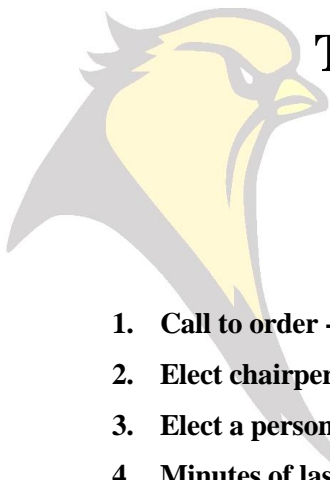 T
1. Call to order -
2. Elect chairper
3. Elect a person
4. Minutes of las